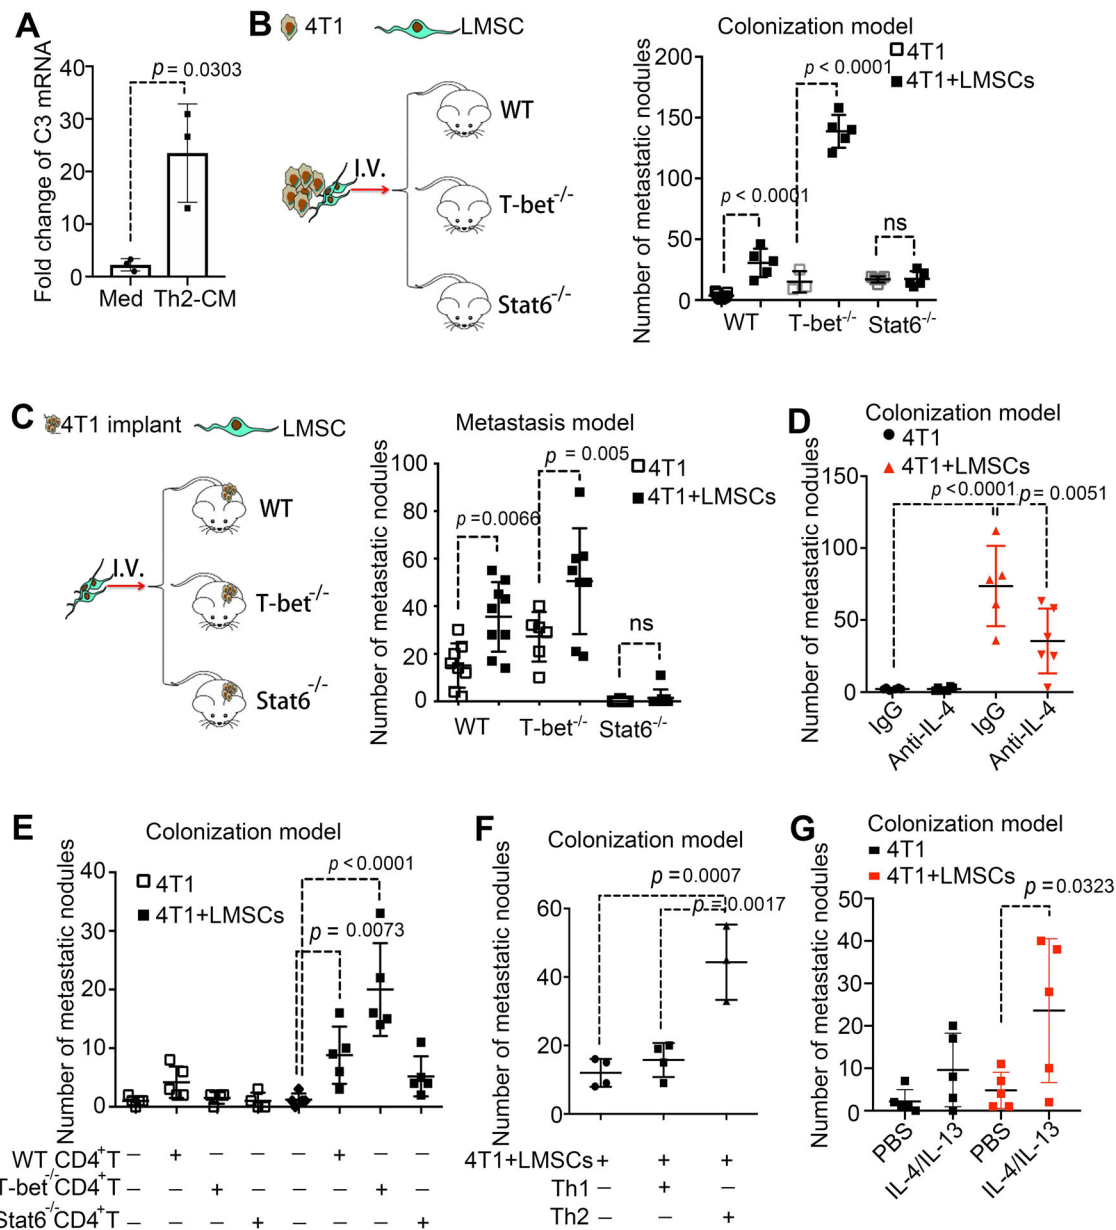 A
Fold change of C3 mRNA
p = 0.0303
40
30
20
10
0
Med Th2-CM
B
4T1 LMSC
I.V.
WT
T-bet-/-
Stat6-/-
Colonization model
4T1
4T1+LMSCs
Number of metastatic nodules
200
150
100
50
0
p < 0.0001
p < 0.0001
ns
WT T-bet-/- Stat6-/-
C
4T1 implant LMSC
I.V.
WT
T-bet-/-
Stat6-/-
Metastasis model
4T1
4T1+LMSCs
Number of metastatic nodules
100
80
60
40
20
0
p =0.0066
p = 0.005
ns
WT T-bet-/- Stat6-/-
D
Colonization model
4T1
4T1+LMSCs
Number of metastatic nodules
150
100
50
0
p <0.0001 p = 0.0051
IgG Anti-IL-4 IgG Anti-IL-4
E
Colonization model
4T1
4T1+LMSCs
Number of metastatic nodules
40
30
20
10
0
p <0.0001
p = 0.0073
WT CD4+T – + – – – + – –
T-bet-/-CD4+T – – + – – – + –
Stat6-/-CD4+T – – – + – – – +
F
Colonization model
Number of metastatic nodules
60
40
20
0
p = 0.0007
p = 0.0017
4T1+LMSCs + + +
Th1 – + –
Th2 – – +
G
Colonization model
4T1
4T1+LMSCs
Number of metastatic nodules
50
40
30
20
10
0
p = 0.0323
PBS IL-4/IL-13 PBS IL-4/IL-13